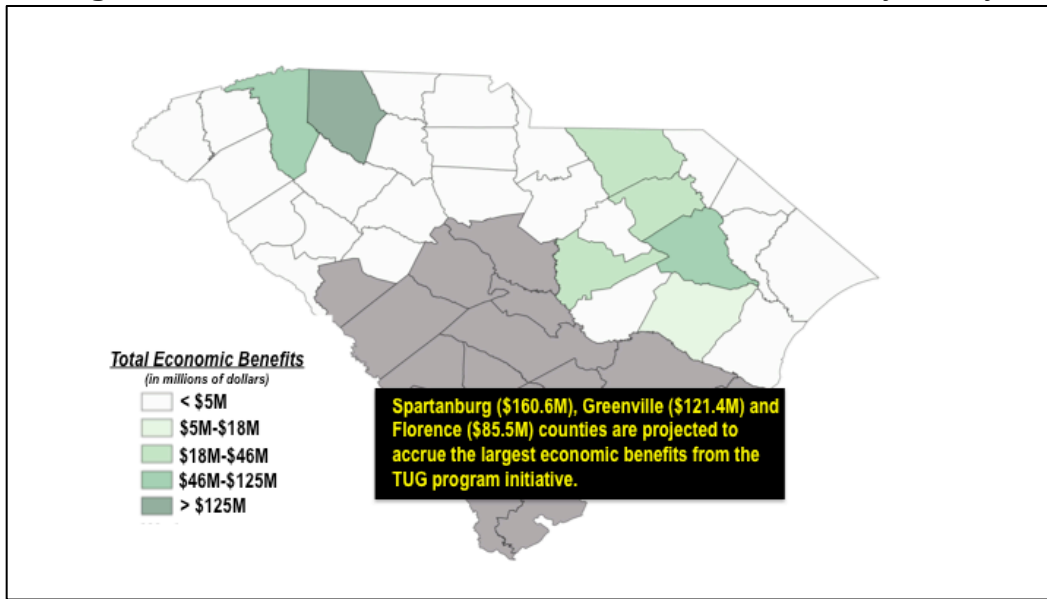 Total Economic Benefits
(in millions of dollars)
< $5M
$5M-$18M
$18M-$46M
$46M-$125M
> $125M
Spartanburg ($160.6M), Greenville ($121.4M) and
Florence ($85.5M) counties are projected to
accrue the largest economic benefits from the
TUG program initiative.